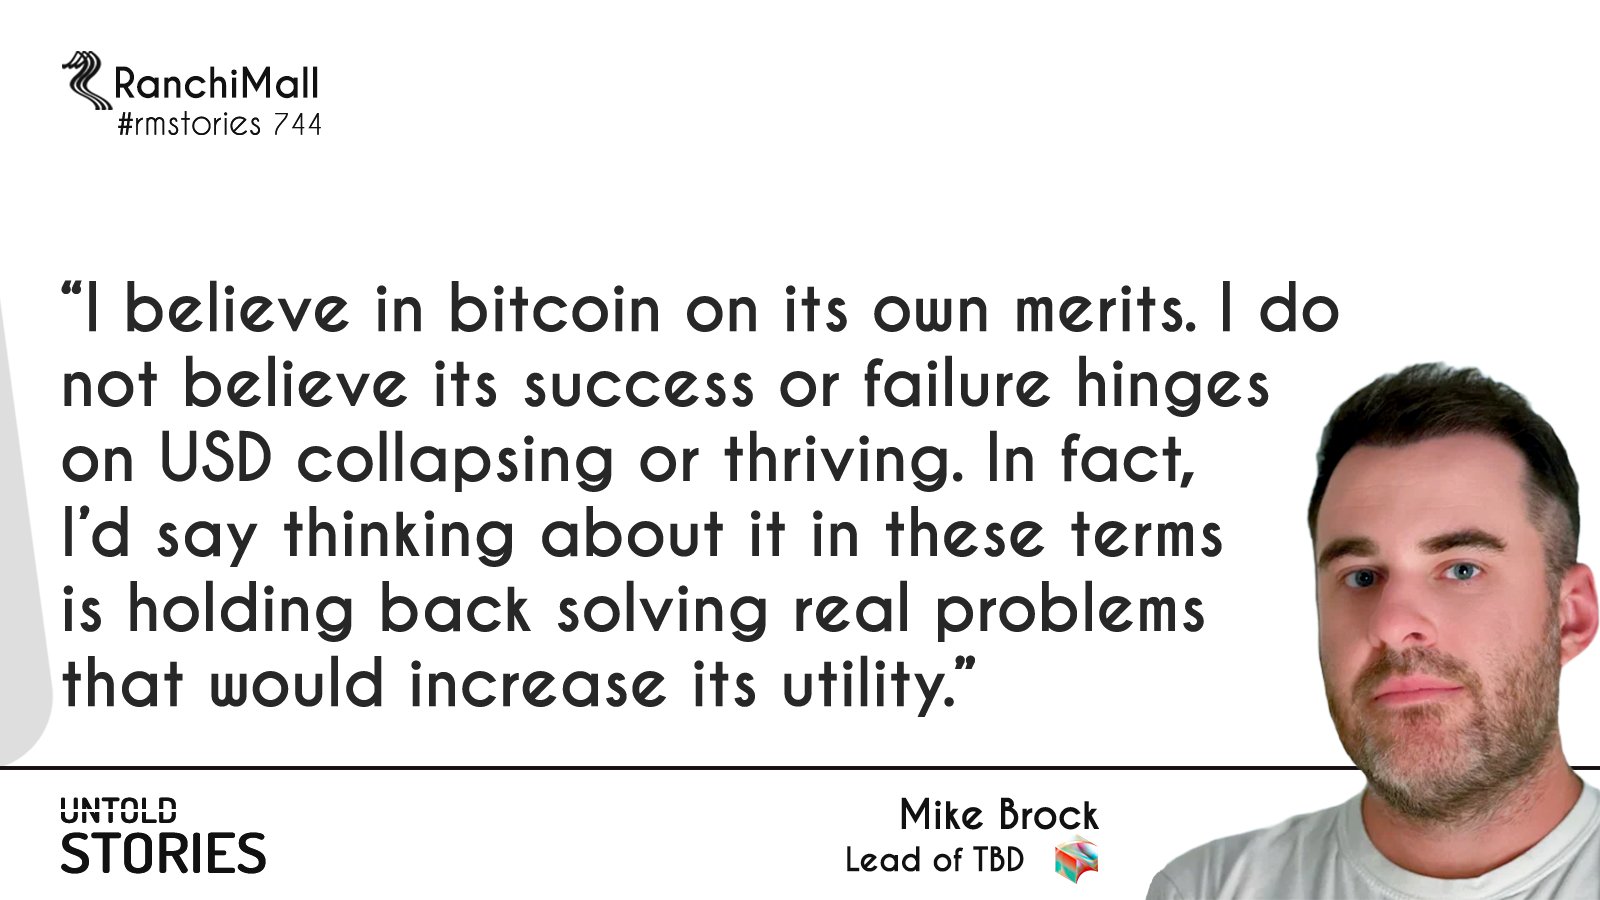 RanchiMall
#rmstories 744
“I believe in bitcoin on its own merits. I do
not believe its success or failure hinges
on USD collapsing or thriving. In fact,
I’d say thinking about it in these terms
is holding back solving real problems
that would increase its utility.”
UNTOLD
STORIES
Mike Brock
Lead of TBD